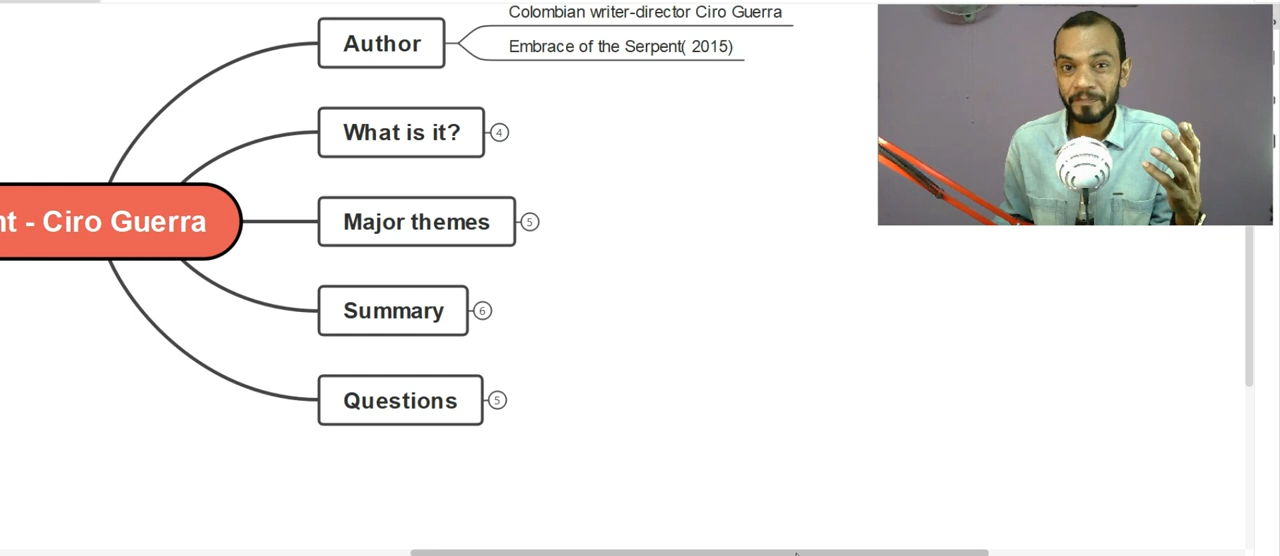 Colombian writer-director Ciro Guerra
Author
Embrace of the Serpent( 2015)
What is it?
4
nt - Ciro Guerra
Major themes
5
Summary
6
Questions
5